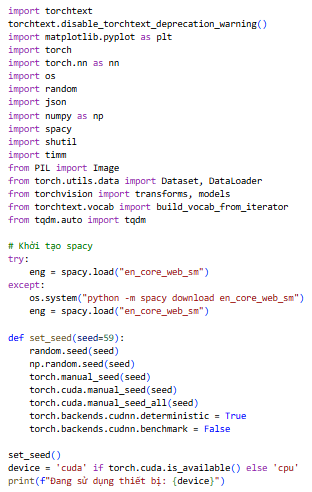 import torchtext
torchtext.disable_torchtext_deprecation_warning()
import matplotlib.pyplot as plt
import torch
import torch.nn as nn
import os
import random
import json
import numpy as np
import spacy
import shutil
import timm
from PIL import Image
from torch.utils.data import Dataset, DataLoader
from torchvision import transforms, models
from torchtext.vocab import build_vocab_from_iterator
from tqdm.auto import tqdm

# Khởi tạo spacy
try:
    eng = spacy.load("en_core_web_sm")
except:
    os.system("python -m spacy download en_core_web_sm")
    eng = spacy.load("en_core_web_sm")

def set_seed(seed=59):
    random.seed(seed)
    np.random.seed(seed)
    torch.manual_seed(seed)
    torch.cuda.manual_seed(seed)
    torch.cuda.manual_seed_all(seed)
    torch.backends.cudnn.deterministic = True
    torch.backends.cudnn.benchmark = False

set_seed()
device = 'cuda' if torch.cuda.is_available() else 'cpu'
print(f"Đang sử dụng thiết bị: {device}")